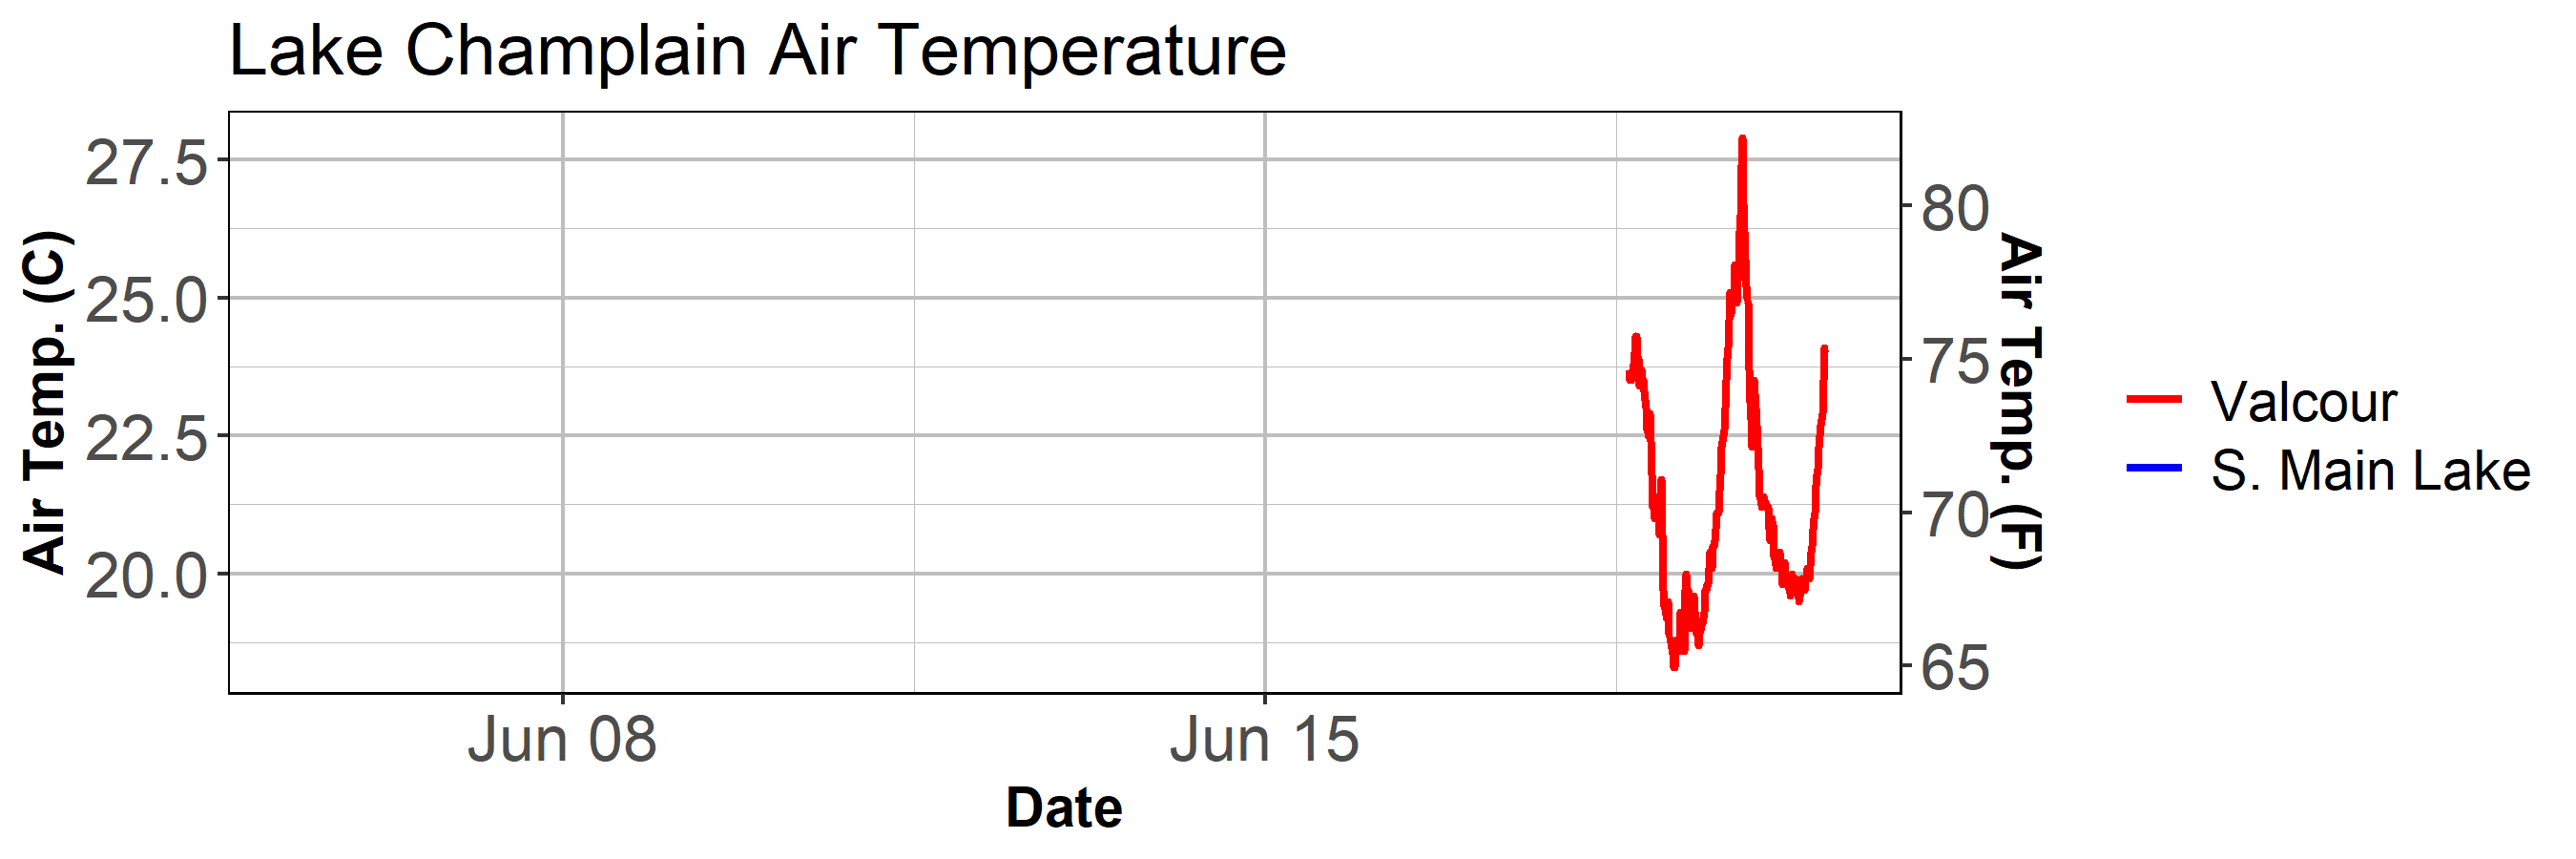 Lake Champlain Air Temperature
Air Temp. (C)
27.5
25.0
22.5
20.0
80
75
70
65
Air Temp. (F)
Jun 08
Jun 15
Date
Valcour
S. Main Lake